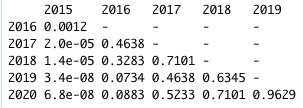 2015 2016 2017 2018 2019
2016 0.0012 - - - -
2017 2.0e-05 0.4638 - - -
2018 1.4e-05 0.3283 0.7101 - -
2019 3.4e-08 0.0734 0.4638 0.6345 -
2020 6.8e-08 0.0883 0.5233 0.7101 0.9629